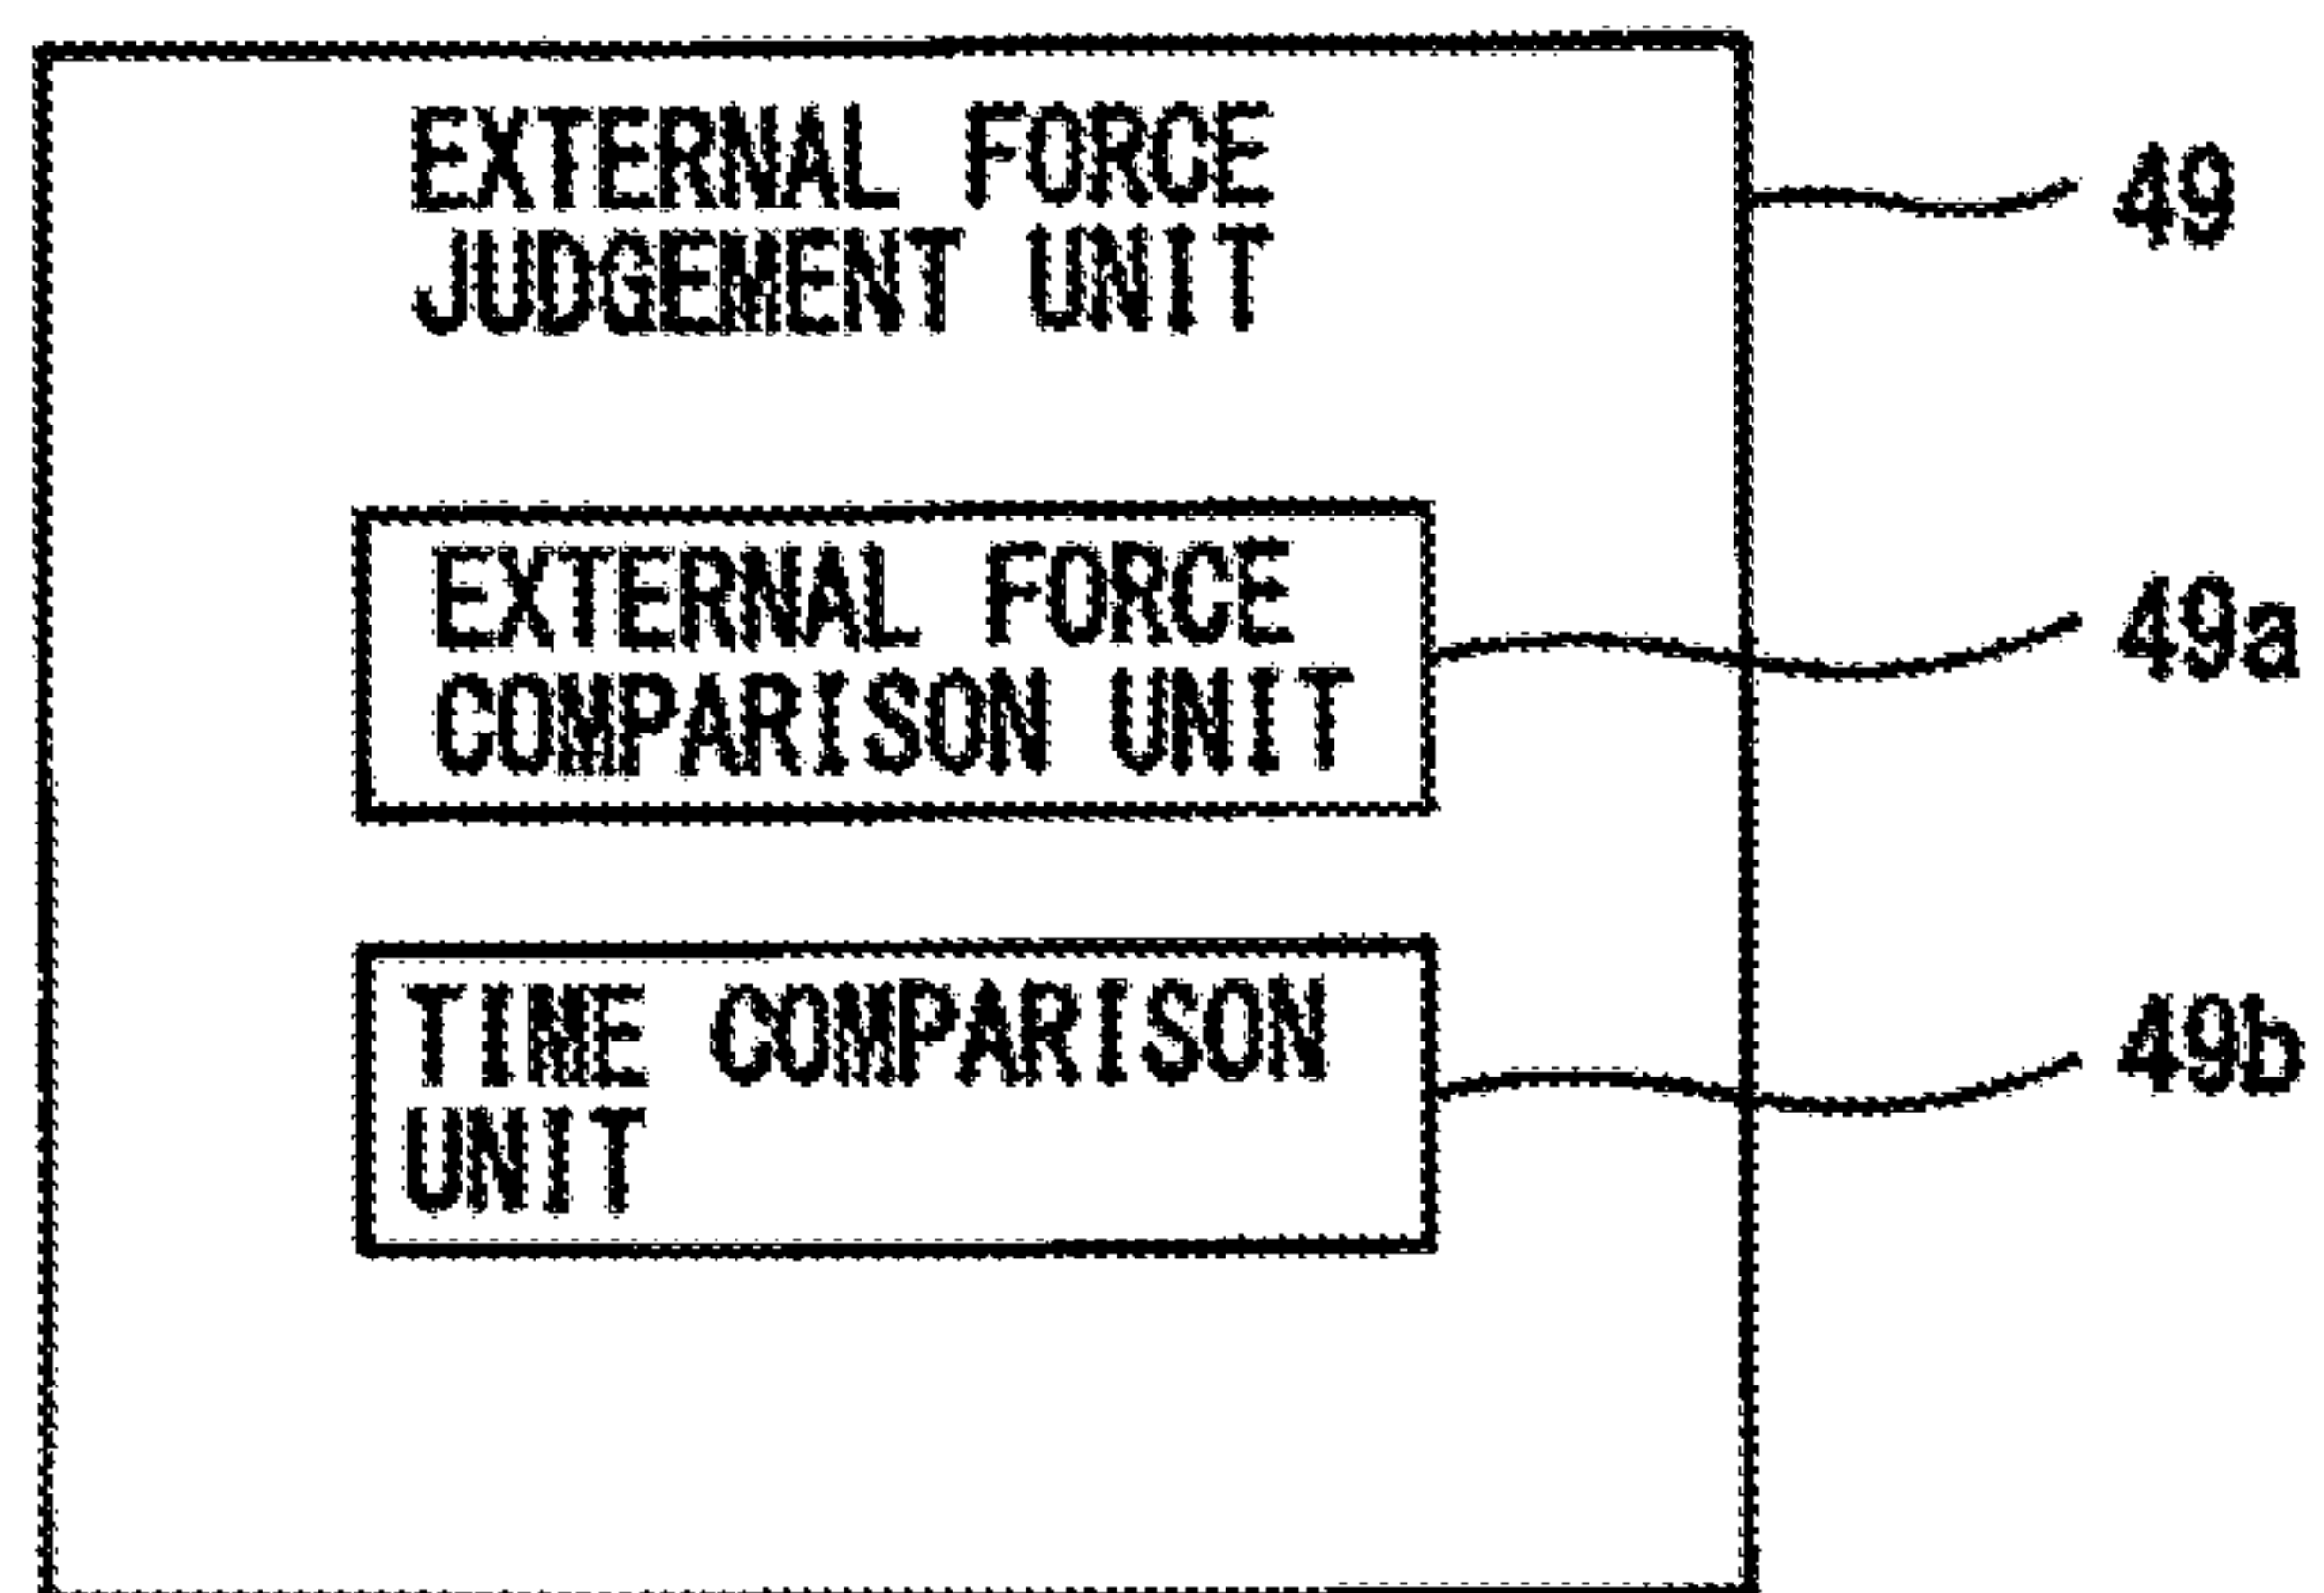 EXTERNAL FORCE
JUDGEMENT UNIT
49
EXTERNAL FORCE
COMPARISON UNIT
49a
TIME COMPARISON
UNIT
49b